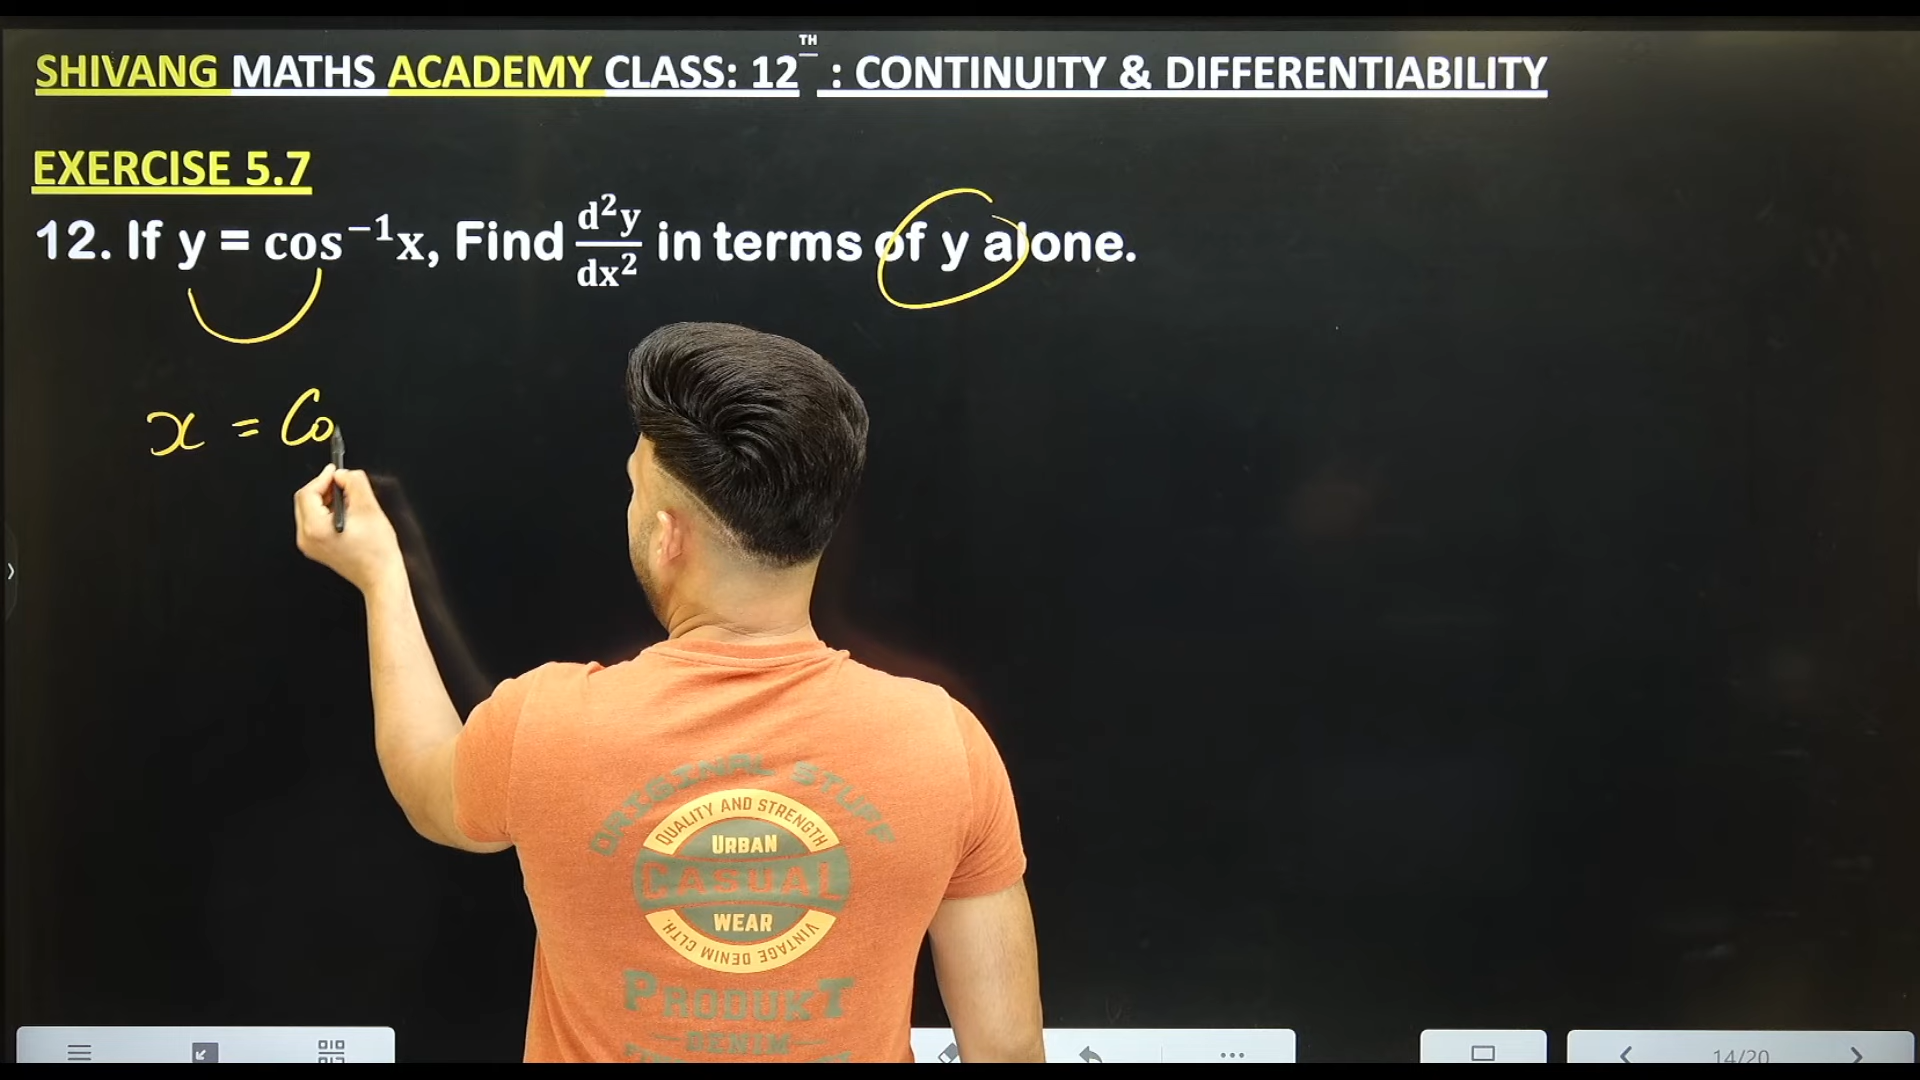 SHIVANG MATHS ACADEMY CLASS: 12TH : CONTINUITY & DIFFERENTIABILITY
EXERCISE 5.7
12. If y = cos⁻¹x, Find d²y/dx² in terms of y alone.
x = Co
ORIGINAL STUFF
QUALITY AND STRENGTH
URBAN
CASUAL
WEAR
VINTAGE DENIM CLTH.
PRODUKT
DENIM
14/20